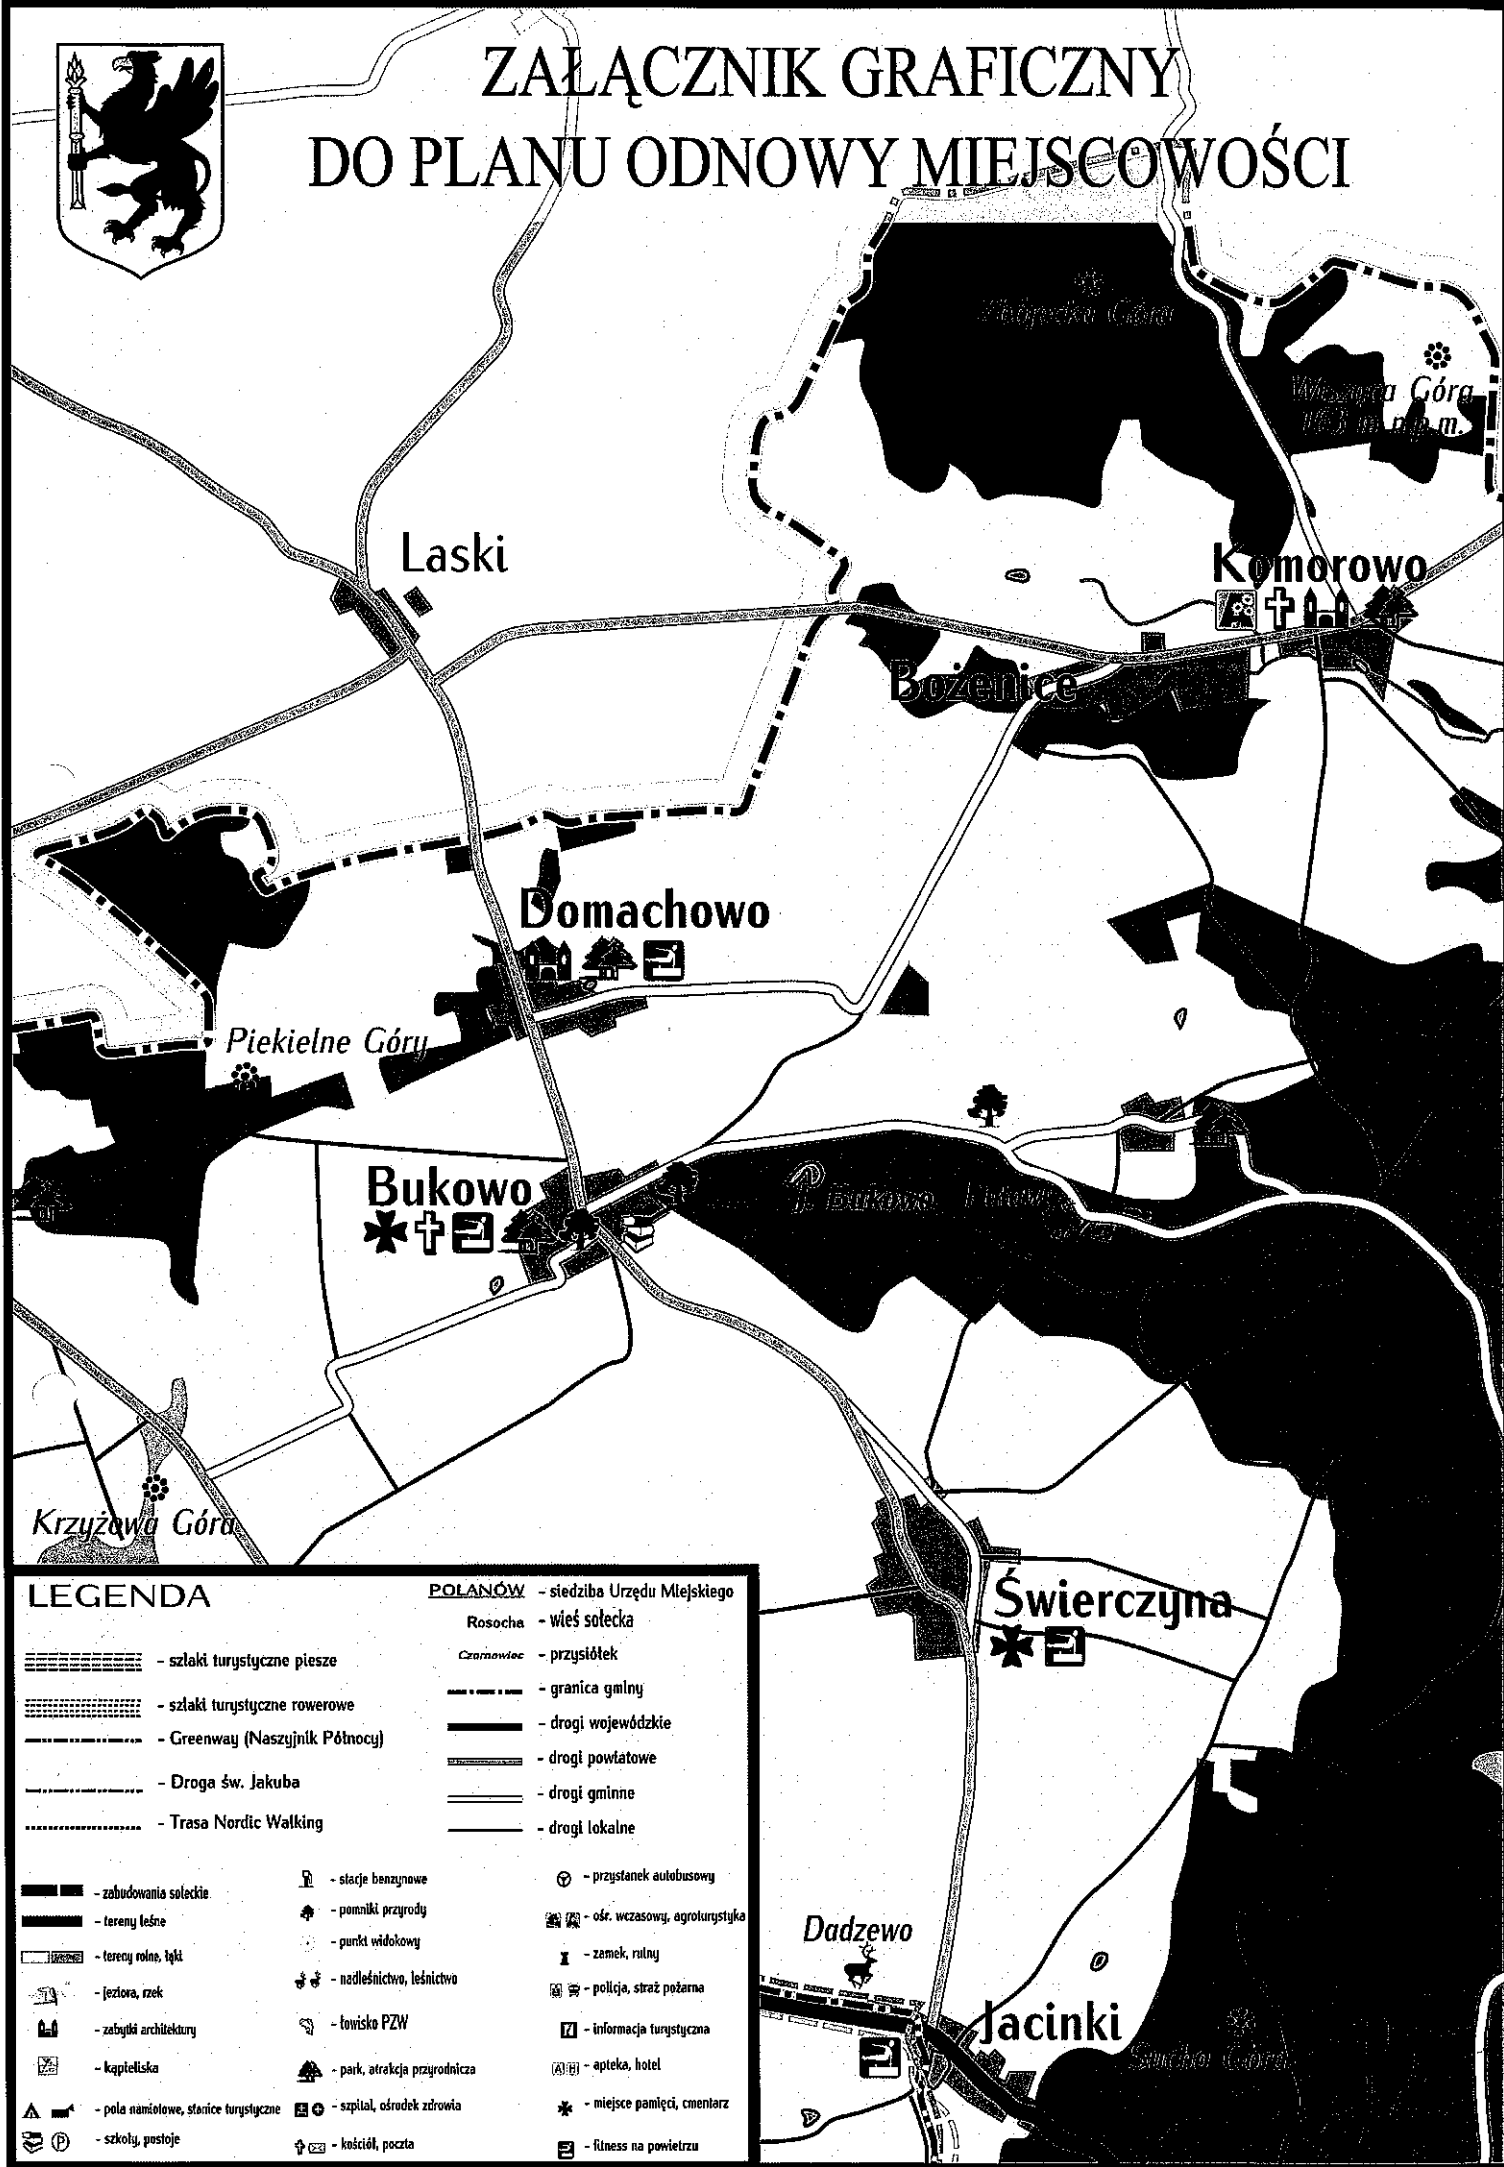 ZAŁĄCZNIK GRAFICZNY
DO PLANU ODNOWY MIEJSCOWOŚCI
Góra
Góra
m n.p.m.
Laski
Komorowo
Bożenice
Domachowo
Piekielne Góry
Bukowo
Bukowo
Krzyżowa Góra
Świerczyna
Dadzewo
Jacinki
Sucha Góra
LEGENDA
- szlaki turystyczne piesze
- szlaki turystyczne rowerowe
- Greenway (Naszyjnik Północy)
- Droga św. Jakuba
- Trasa Nordic Walking
POLANÓW - siedziba Urzędu Miejskiego
Rosocha - wieś sołecka
Czarnowiec - przysiółek
- granica gminy
- drogi wojewódzkie
- drogi powiatowe
- drogi gminne
- drogi lokalne
- zabudowania sołeckie
- tereny leśne
- tereny rolne, łąki
- jeziora, rzek
- zabytki architektury
- kąpieliska
- pola namiotowe, stanice turystyczne
P - szkoły, postoje
- stacje benzynowe
- pomniki przyrody
- punkt widokowy
- nadleśnictwo, leśnictwo
- łowisko PZW
- park, atrakcja przyrodnicza
- szpital, ośrodek zdrowia
- kościół, poczta
- przystanek autobusowy
- ośr. wczasowy, agroturystyka
- zamek, ruiny
- policja, straż pożarna
i - informacja turystyczna
A H - apteka, hotel
- miejsce pamięci, cmentarz
- fitness na powietrzu